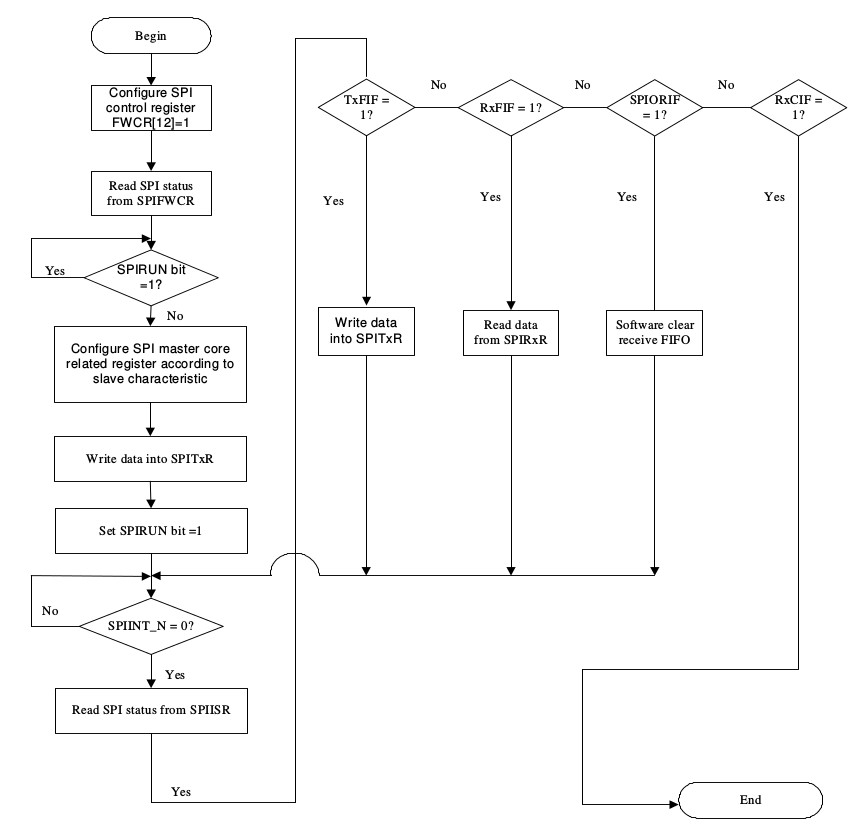 Begin
Configure SPI
control register
FWCR[12]=1
Read SPI status
from SPIFWCR
Yes
SPIRUN bit
=1?
No
Configure SPI master core
related register according to
slave characteristic
Write data into SPITxR
Set SPIRUN bit =1
No
SPIINT_N = 0?
Yes
Read SPI status from SPIISR
Yes
TxFIF =
1?
No
RxFIF = 1?
No
SPIORIF
= 1?
No
RxCIF =
1?
Yes
Yes
Yes
Yes
Write data
into SPITxR
Read data
from SPIRxR
Software clear
receive FIFO
End